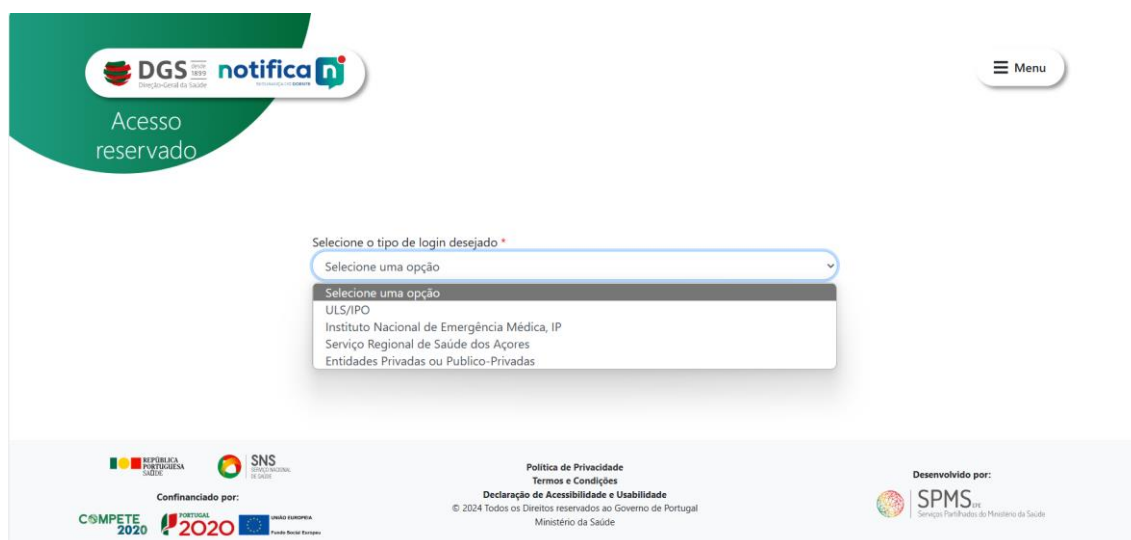 DGS desde 1899
Direção-Geral da Saúde
notifica n
Menu
Acesso
reservado
Selecione o tipo de login desejado *
Selecione uma opção
Selecione uma opção
ULS/IPO
Instituto Nacional de Emergência Médica, IP
Serviço Regional de Saúde dos Açores
Entidades Privadas ou Publico-Privadas
REPÚBLICA
PORTUGUESA
SAÚDE
SNS
SERVIÇO NACIONAL
DE SAÚDE
Confinanciado por:
COMPETE
2020
PORTUGAL
2020
UNIÃO EUROPEIA
Fundo Social Europeu
Política de Privacidade
Termos e Condições
Declaração de Acessibilidade e Usabilidade
© 2024 Todos os Direitos reservados ao Governo de Portugal
Ministério da Saúde
Desenvolvido por:
SPMS EPE
Serviços Partilhados do Ministério da Saúde